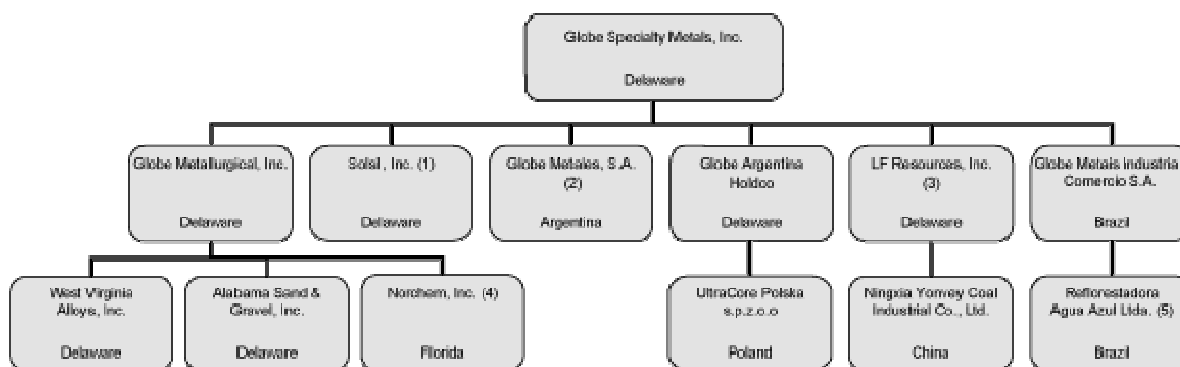 Globe Specialty Metals, Inc.
Delaware
Globe Metallurgical, Inc.
Delaware
Solsil, Inc. (1)
Delaware
Globe Metales, S.A.
(2)
Argentina
Globe Argentina
Holdco
Delaware
LF Resources, Inc.
(3)
Delaware
Globe Metais Industria
Comercio S.A.
Brazil
West Virginia
Alloys, Inc.
Delaware
Alabama Sand &
Gravel, Inc.
Delaware
Norchem, Inc. (4)
Florida
UltraCore Polska
s.p.z.o.o
Poland
Ningxia Yonvey Coal
Industrial Co., Ltd.
China
Reflorestadora
Agua Azul Ltda. (5)
Brazil